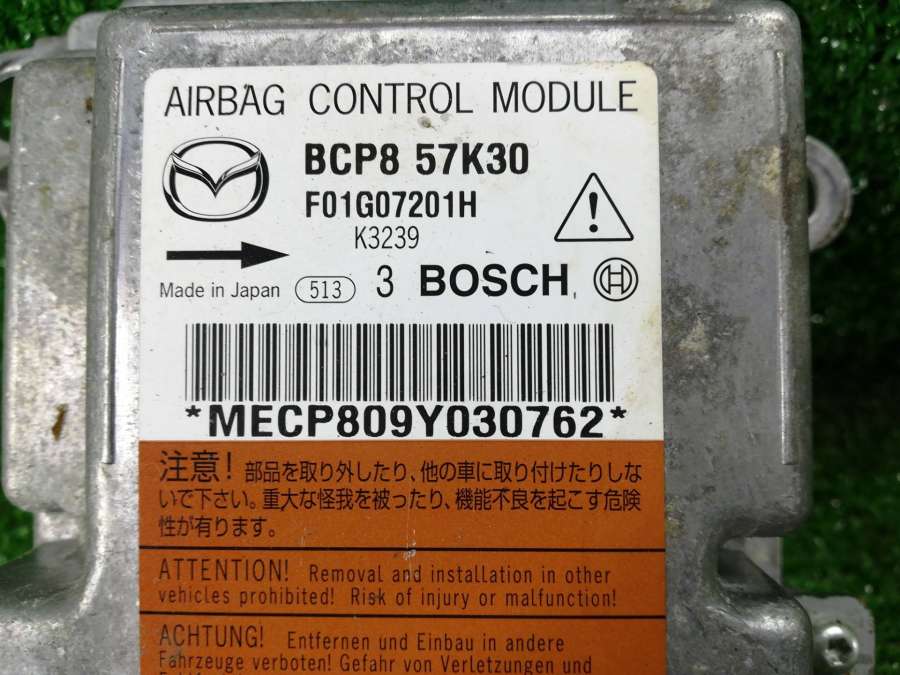 AIRBAG CONTROL MODULE
BCP8 57K30
F01G07201H
K3239
Made in Japan 513 3 BOSCH
*MECP809Y030762*
注意! 部品を取り外したり、他の車に取り付けたりしな
いで下さい。重大な怪我を被ったり、機能不良を起こす危険
性が有ります。
ATTENTION! Removal and installation in other
vehicles prohibited! Risk of injury or malfunction!
ACHTUNG! Entfernen und Einbau in andere
Fahrzeuge verboten! Gefahr von Verletzungen und